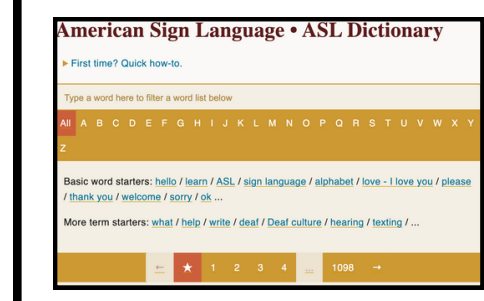 American Sign Language • ASL Dictionary
▸ First time? Quick how-to.
Type a word here to filter a word list below
All A B C D E F G H I J K L M N O P Q R S T U V W X Y
Z
Basic word starters: hello / learn / ASL / sign language / alphabet / love - I love you / please
/ thank you / welcome / sorry / ok ...
More term starters: what / help / write / deaf / Deaf culture / hearing / texting / ...
← ★ 1 2 3 4 ... 1098 →